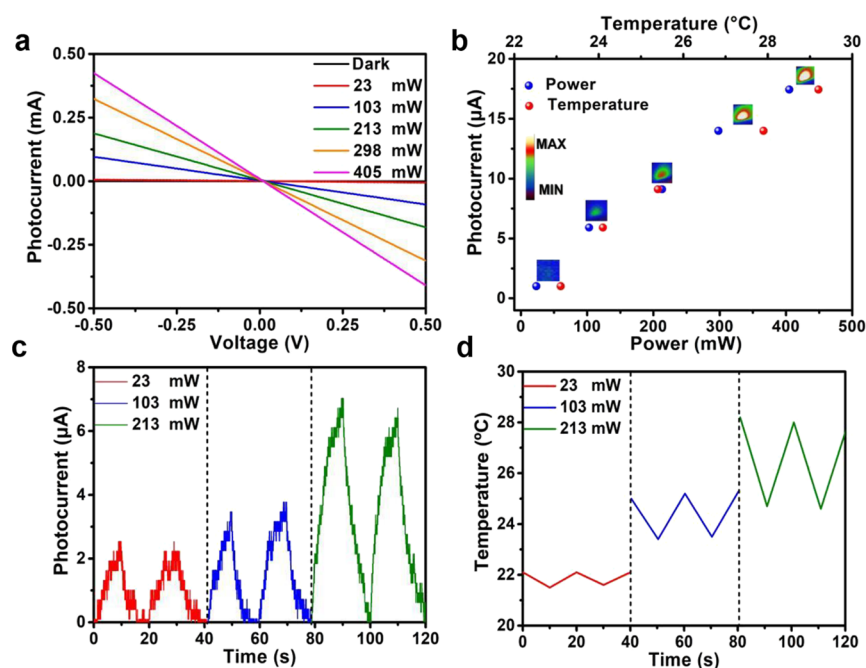 a
Photocurrent (mA)
0.50
0.25
0.00
-0.25
-0.50
Dark
23 mW
103 mW
213 mW
298 mW
405 mW
-0.50 -0.25 0.00 0.25 0.50
Voltage (V)
b
Temperature (°C)
22 24 26 28 30
Photocurrent (µA)
20
15
10
5
0
Power
Temperature
MAX
MIN
0 100 200 300 400 500
Power (mW)
c
Photocurrent (µA)
8
6
4
2
0
23 mW
103 mW
213 mW
0 20 40 60 80 100 120
Time (s)
d
Temperature (ºC)
30
28
26
24
22
20
23 mW
103 mW
213 mW
0 20 40 60 80 100 120
Time (s)